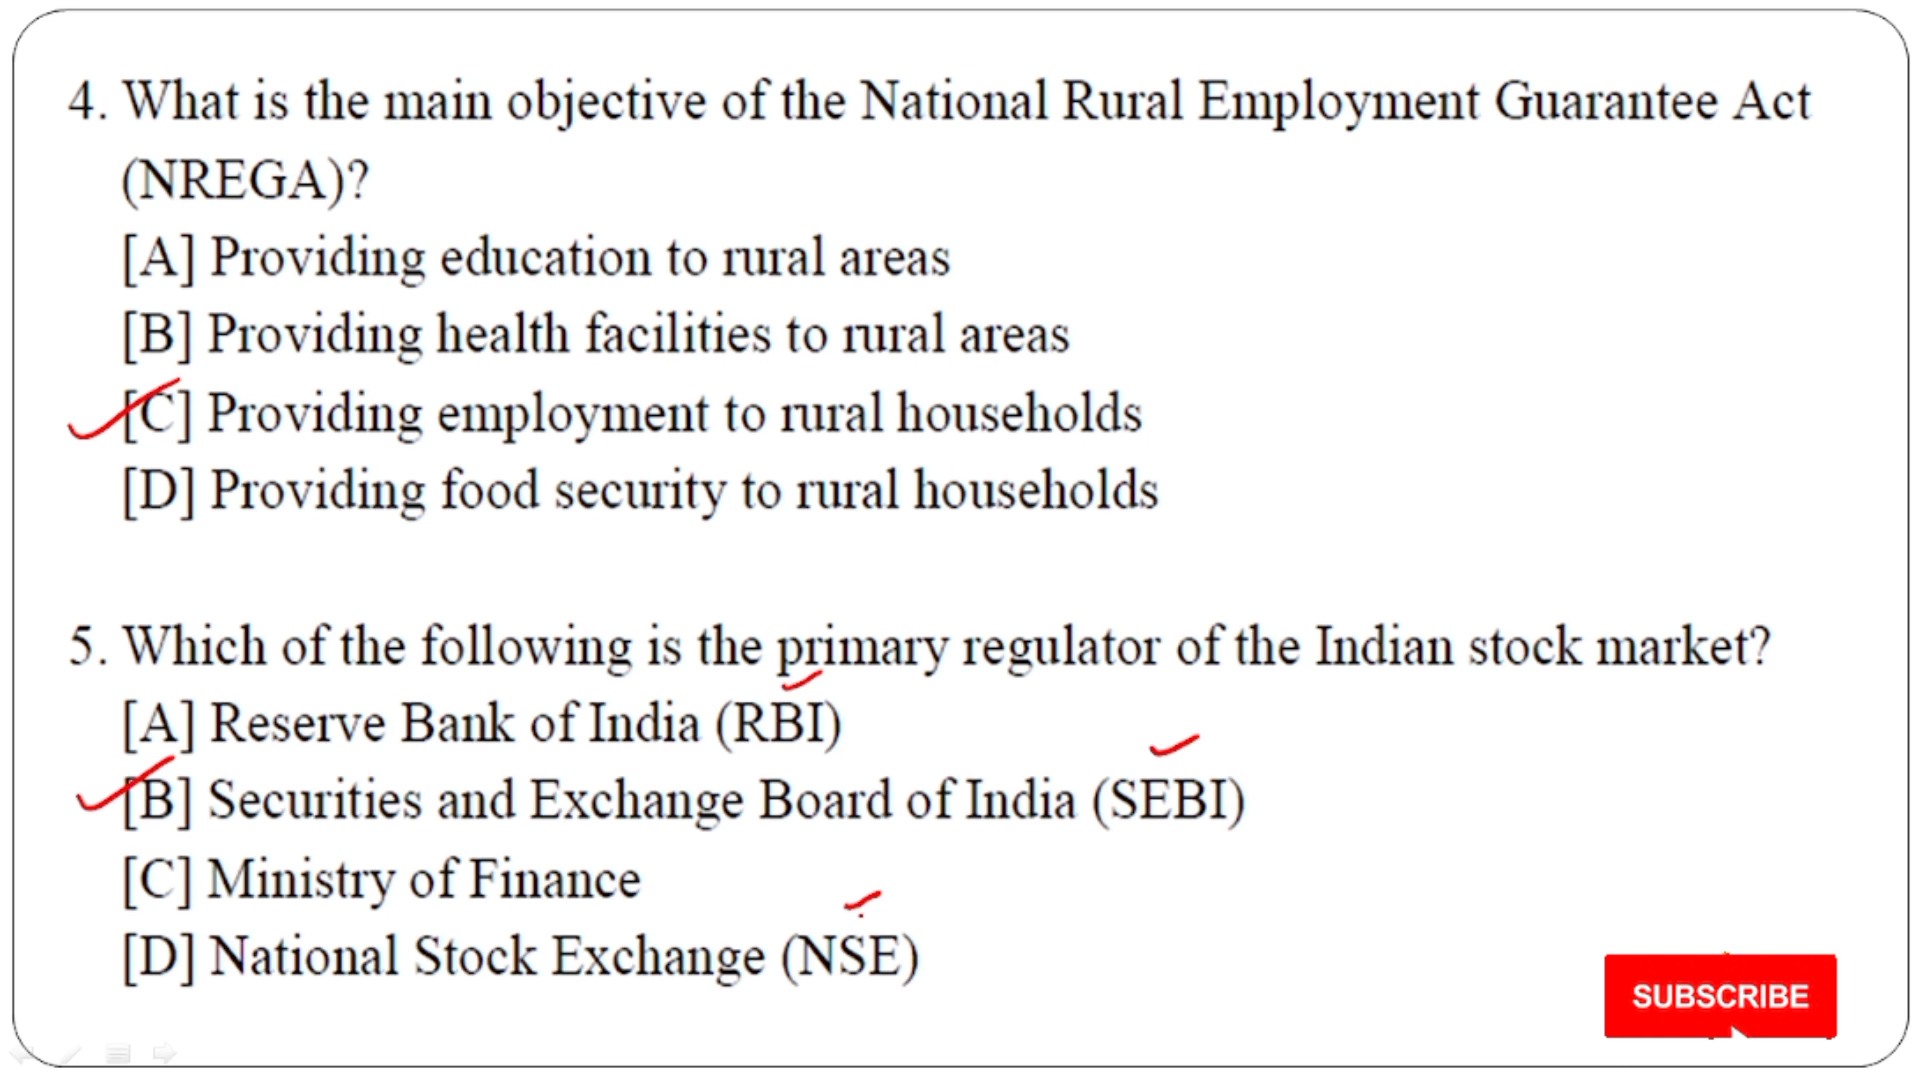 4. What is the main objective of the National Rural Employment Guarantee Act
(NREGA)?
[A] Providing education to rural areas
[B] Providing health facilities to rural areas
[C] Providing employment to rural households
[D] Providing food security to rural households
5. Which of the following is the primary regulator of the Indian stock market?
[A] Reserve Bank of India (RBI)
[B] Securities and Exchange Board of India (SEBI)
[C] Ministry of Finance
[D] National Stock Exchange (NSE)
SUBSCRIBE